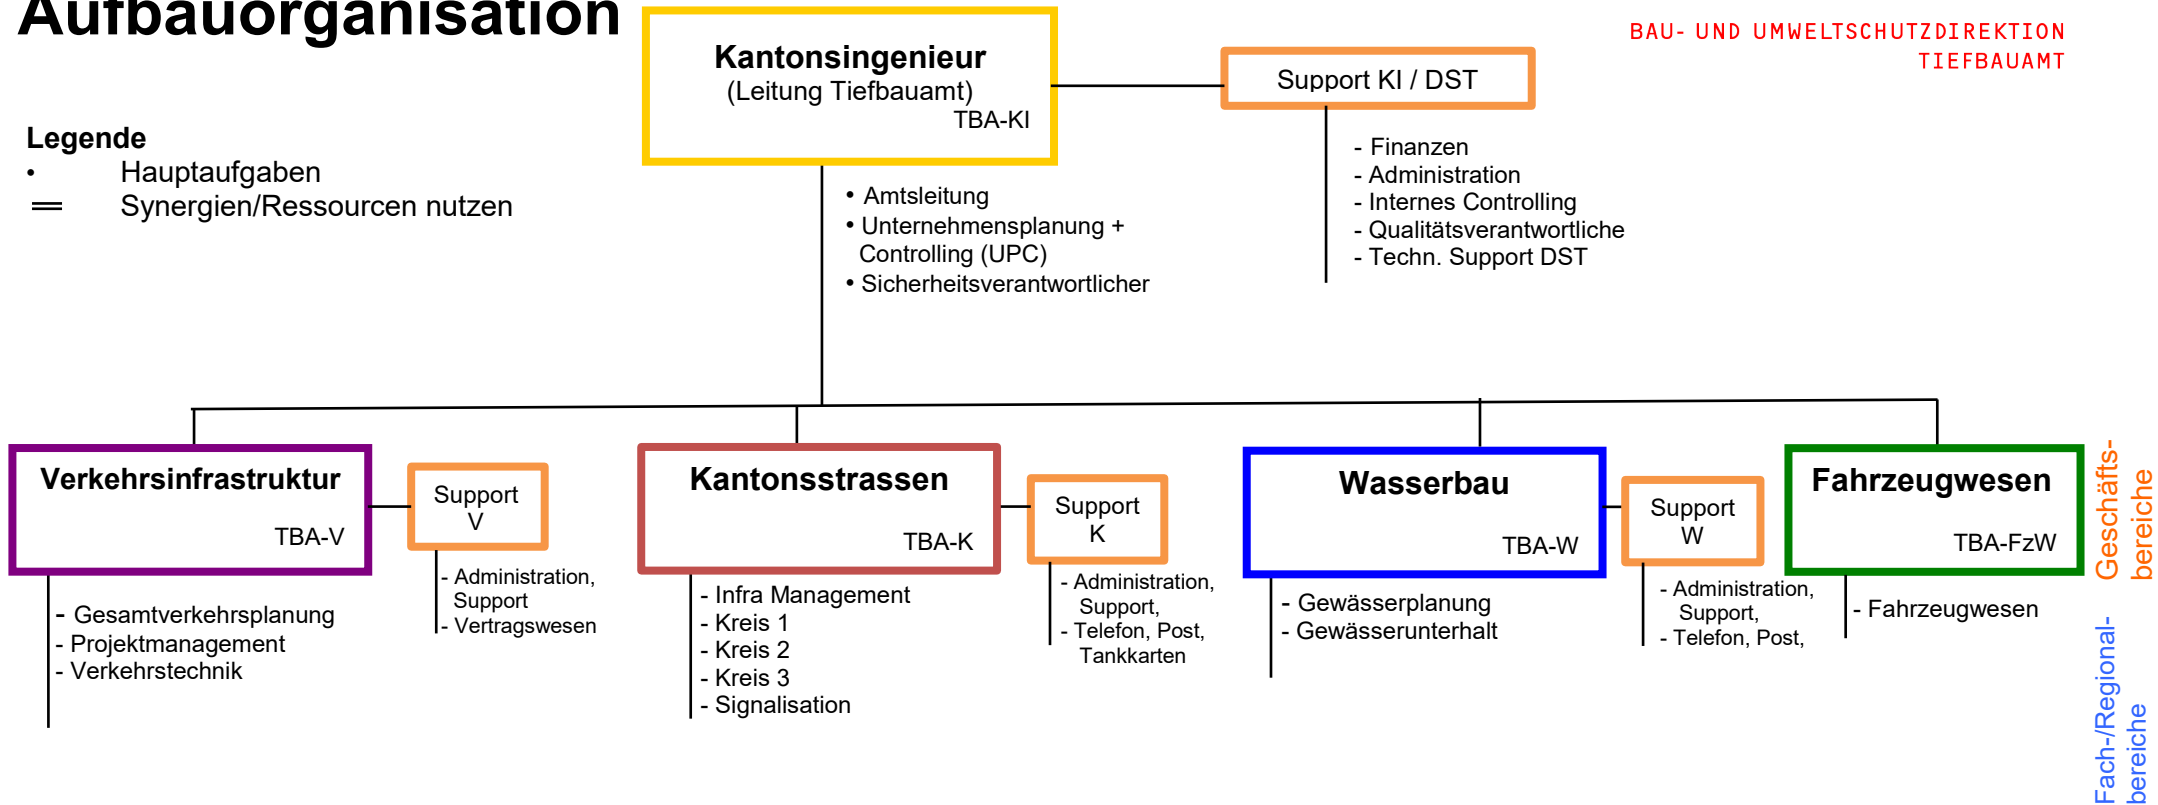 Aufbauorganisation
BAU- UND UMWELTSCHUTZDIREKTION
TIEFBAUAMT
Kantonsingenieur
(Leitung Tiefbauamt)
TBA-KI
Support KI / DST
- Finanzen
- Administration
- Internes Controlling
- Qualitätsverantwortliche
- Techn. Support DST
Legende
• Hauptaufgaben
═ Synergien/Ressourcen nutzen
• Amtsleitung
• Unternehmensplanung +
Controlling (UPC)
• Sicherheitsverantwortlicher
Verkehrsinfrastruktur
TBA-V
- Gesamtverkehrsplanung
- Projektmanagement
- Verkehrstechnik
Support
V
- Administration,
Support
- Vertragswesen
Kantonsstrassen
TBA-K
- Infra Management
- Kreis 1
- Kreis 2
- Kreis 3
- Signalisation
Support
K
- Administration,
Support,
- Telefon, Post,
Tankkarten
Wasserbau
TBA-W
- Gewässerplanung
- Gewässerunterhalt
Support
W
- Administration,
Support,
- Telefon, Post,
Fahrzeugwesen
TBA-FzW
- Fahrzeugwesen
Geschäfts-
bereiche
Fach-/Regional-
bereiche